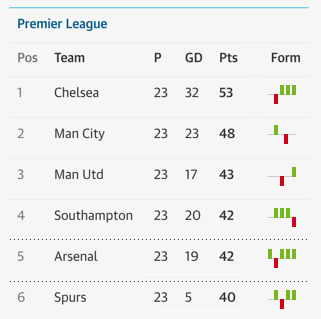 Premier League
Pos Team P GD Pts Form
1 Chelsea 23 32 53
2 Man City 23 23 48
3 Man Utd 23 17 43
4 Southampton 23 20 42
5 Arsenal 23 19 42
6 Spurs 23 5 40